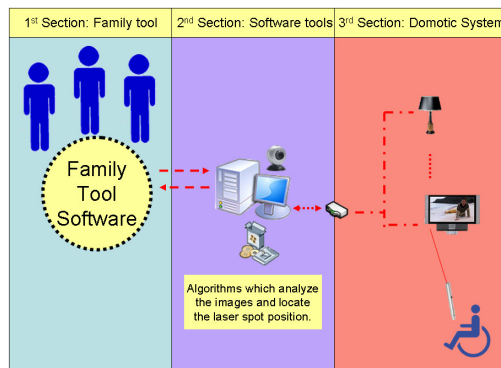 1st Section: Family tool
2nd Section: Software tools
3rd Section: Domotic System
Family
Tool
Software
Algorithms which analyze
the images and locate
the laser spot position.